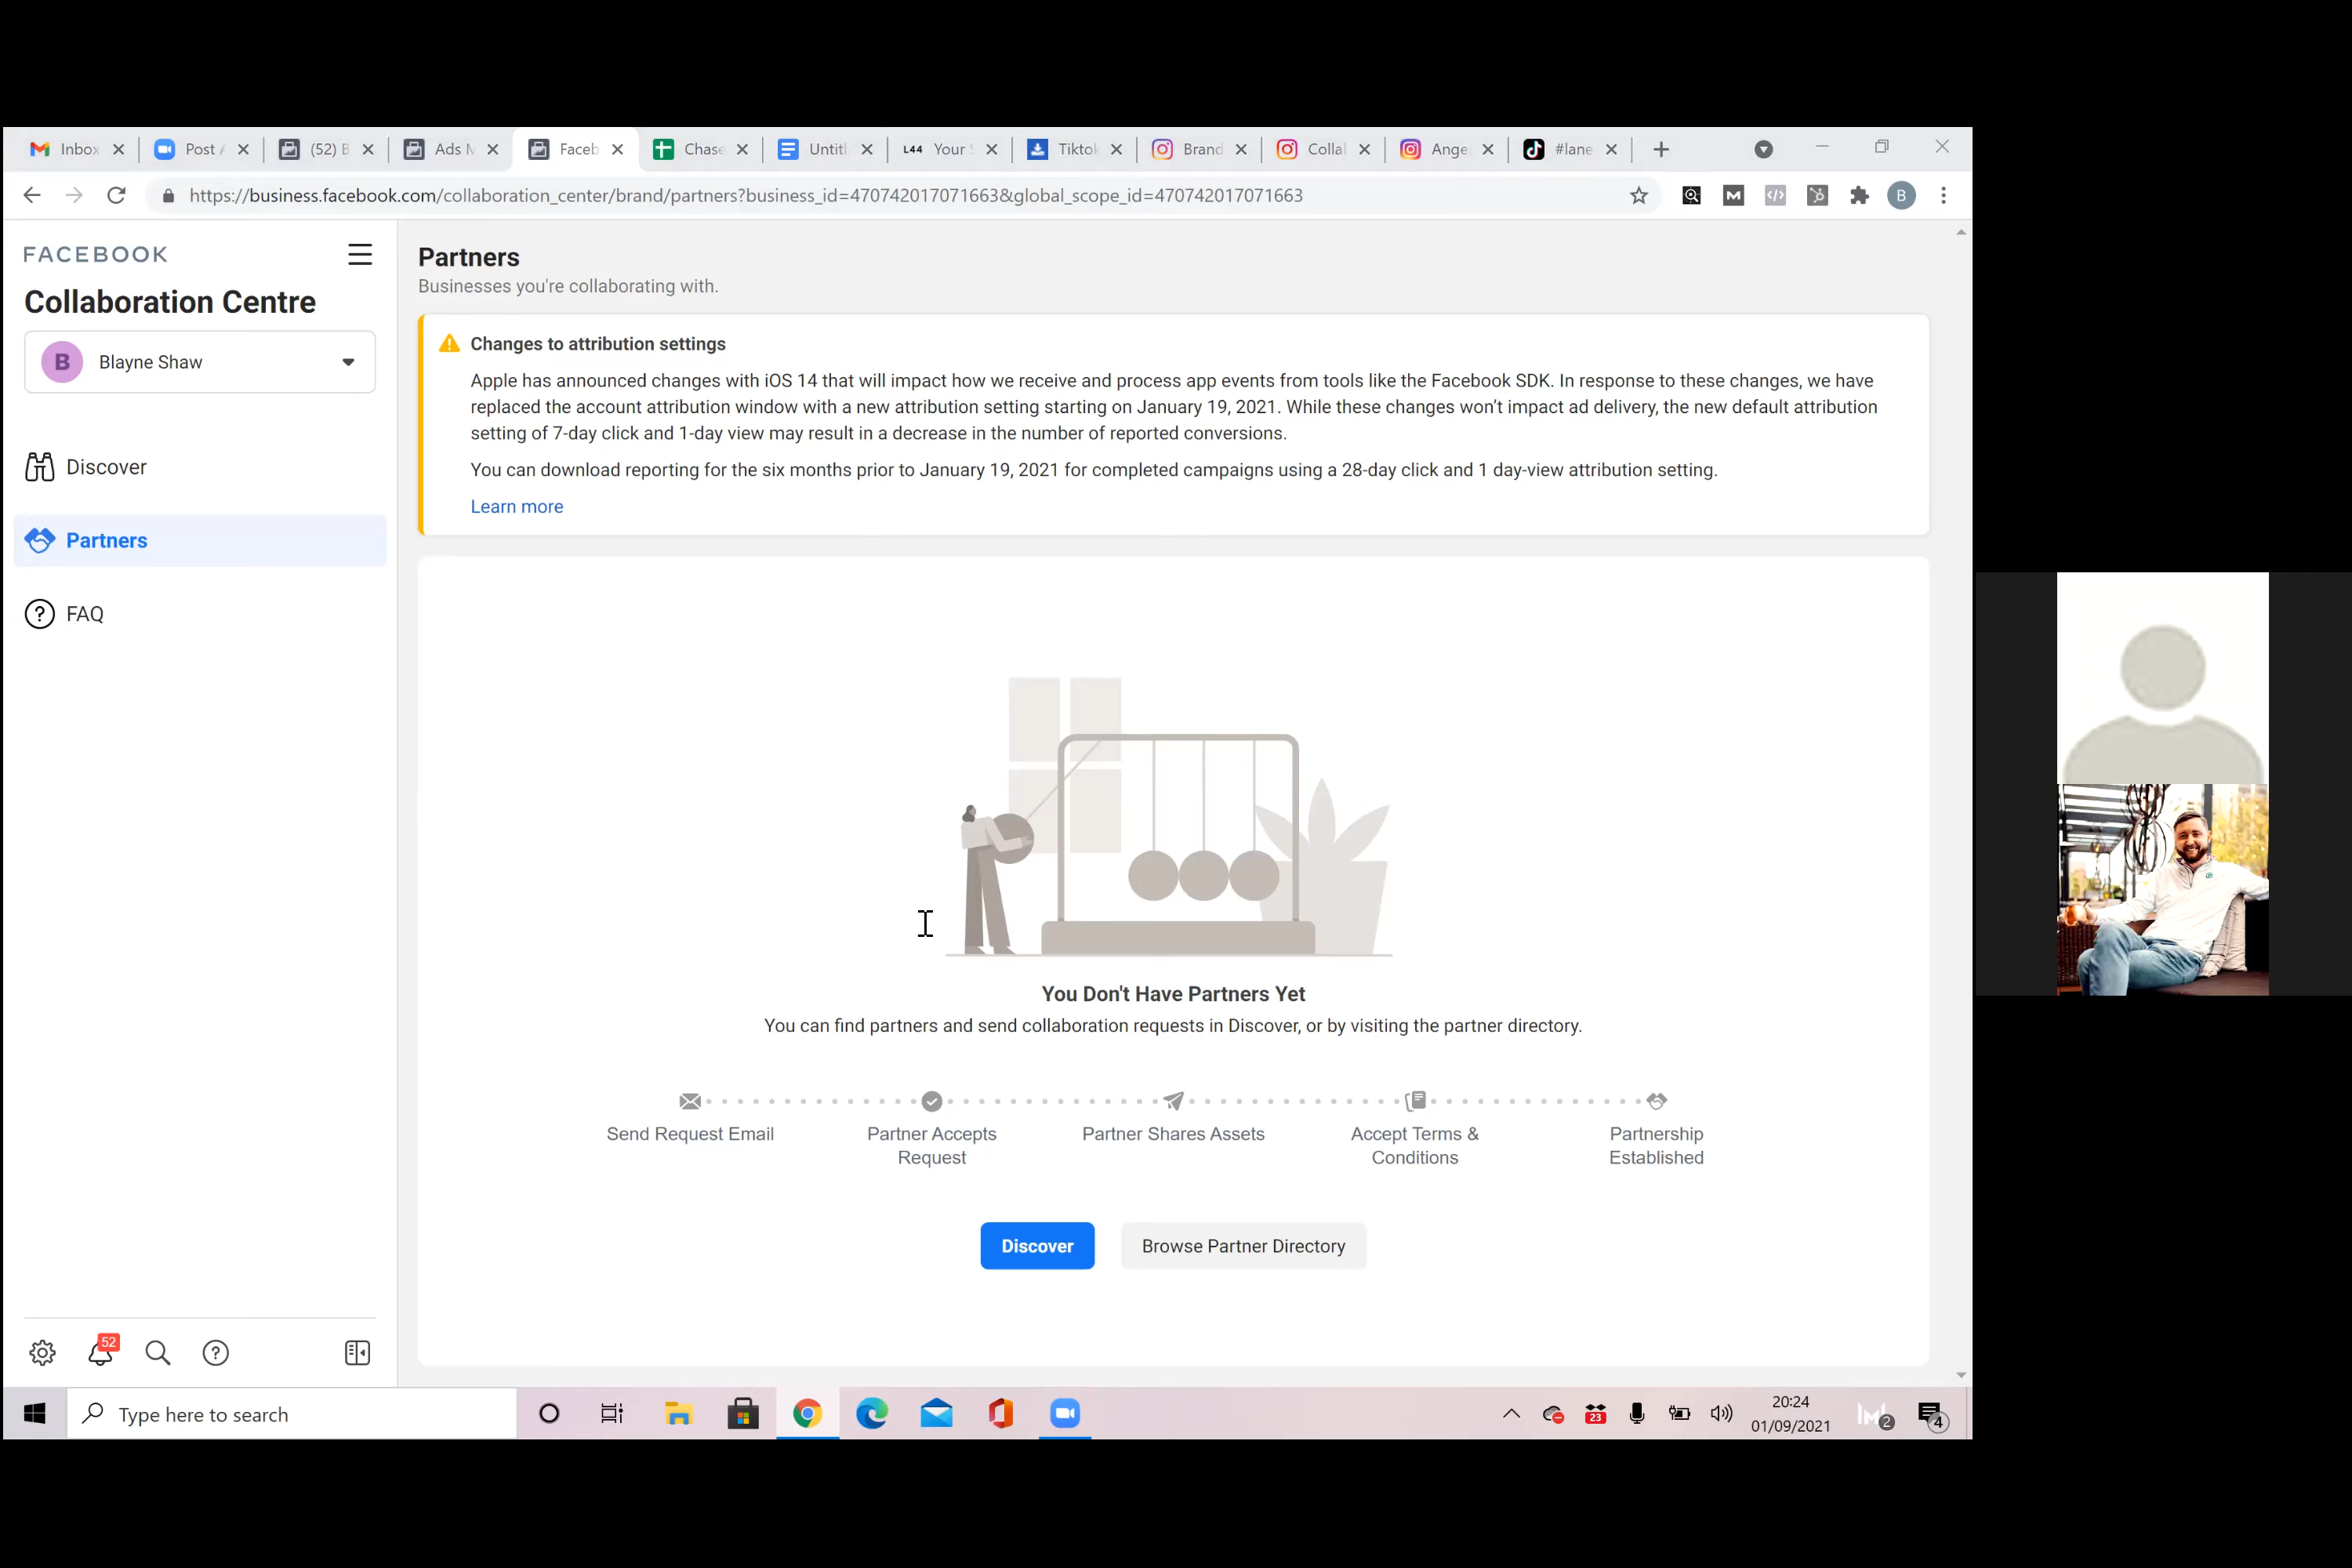 Inbox
Post
(52) B
Ads M
Faceb
Chase
Untitl
L44 Your
Tiktok
Brand
Collal
Ange
#lane
https://business.facebook.com/collaboration_center/brand/partners?business_id=470742017071663&global_scope_id=470742017071663
B
FACEBOOK
Collaboration Centre
B Blayne Shaw
Discover
Partners
FAQ
52
Partners
Businesses you're collaborating with.
Changes to attribution settings
Apple has announced changes with iOS 14 that will impact how we receive and process app events from tools like the Facebook SDK. In response to these changes, we have
replaced the account attribution window with a new attribution setting starting on January 19, 2021. While these changes won’t impact ad delivery, the new default attribution
setting of 7-day click and 1-day view may result in a decrease in the number of reported conversions.
You can download reporting for the six months prior to January 19, 2021 for completed campaigns using a 28-day click and 1 day-view attribution setting.
Learn more
You Don't Have Partners Yet
You can find partners and send collaboration requests in Discover, or by visiting the partner directory.
Send Request Email
Partner Accepts
Request
Partner Shares Assets
Accept Terms &
Conditions
Partnership
Established
Discover
Browse Partner Directory
Type here to search
23
20:24
01/09/2021
2
4